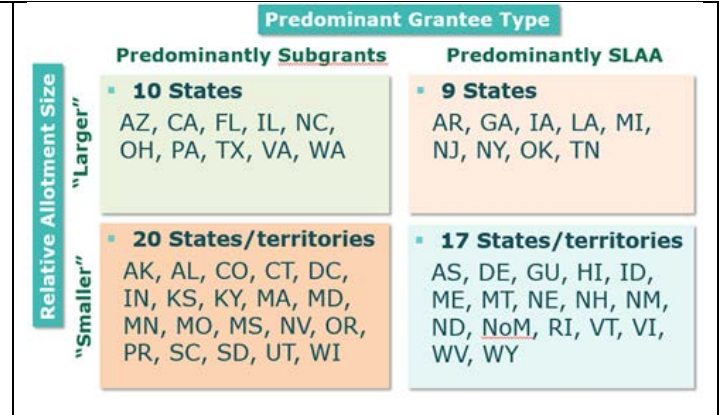 Predominant Grantee Type
Predominantly Subgrants
Predominantly SLAA
Relative Allotment Size
"Larger"
10 States
AZ, CA, FL, IL, NC,
OH, PA, TX, VA, WA
9 States
AR, GA, IA, LA, MI,
NJ, NY, OK, TN
"Smaller"
20 States/territories
AK, AL, CO, CT, DC,
IN, KS, KY, MA, MD,
MN, MO, MS, NV, OR,
PR, SC, SD, UT, WI
17 States/territories
AS, DE, GU, HI, ID,
ME, MT, NE, NH, NM,
ND, NoM, RI, VT, VI,
WV, WY